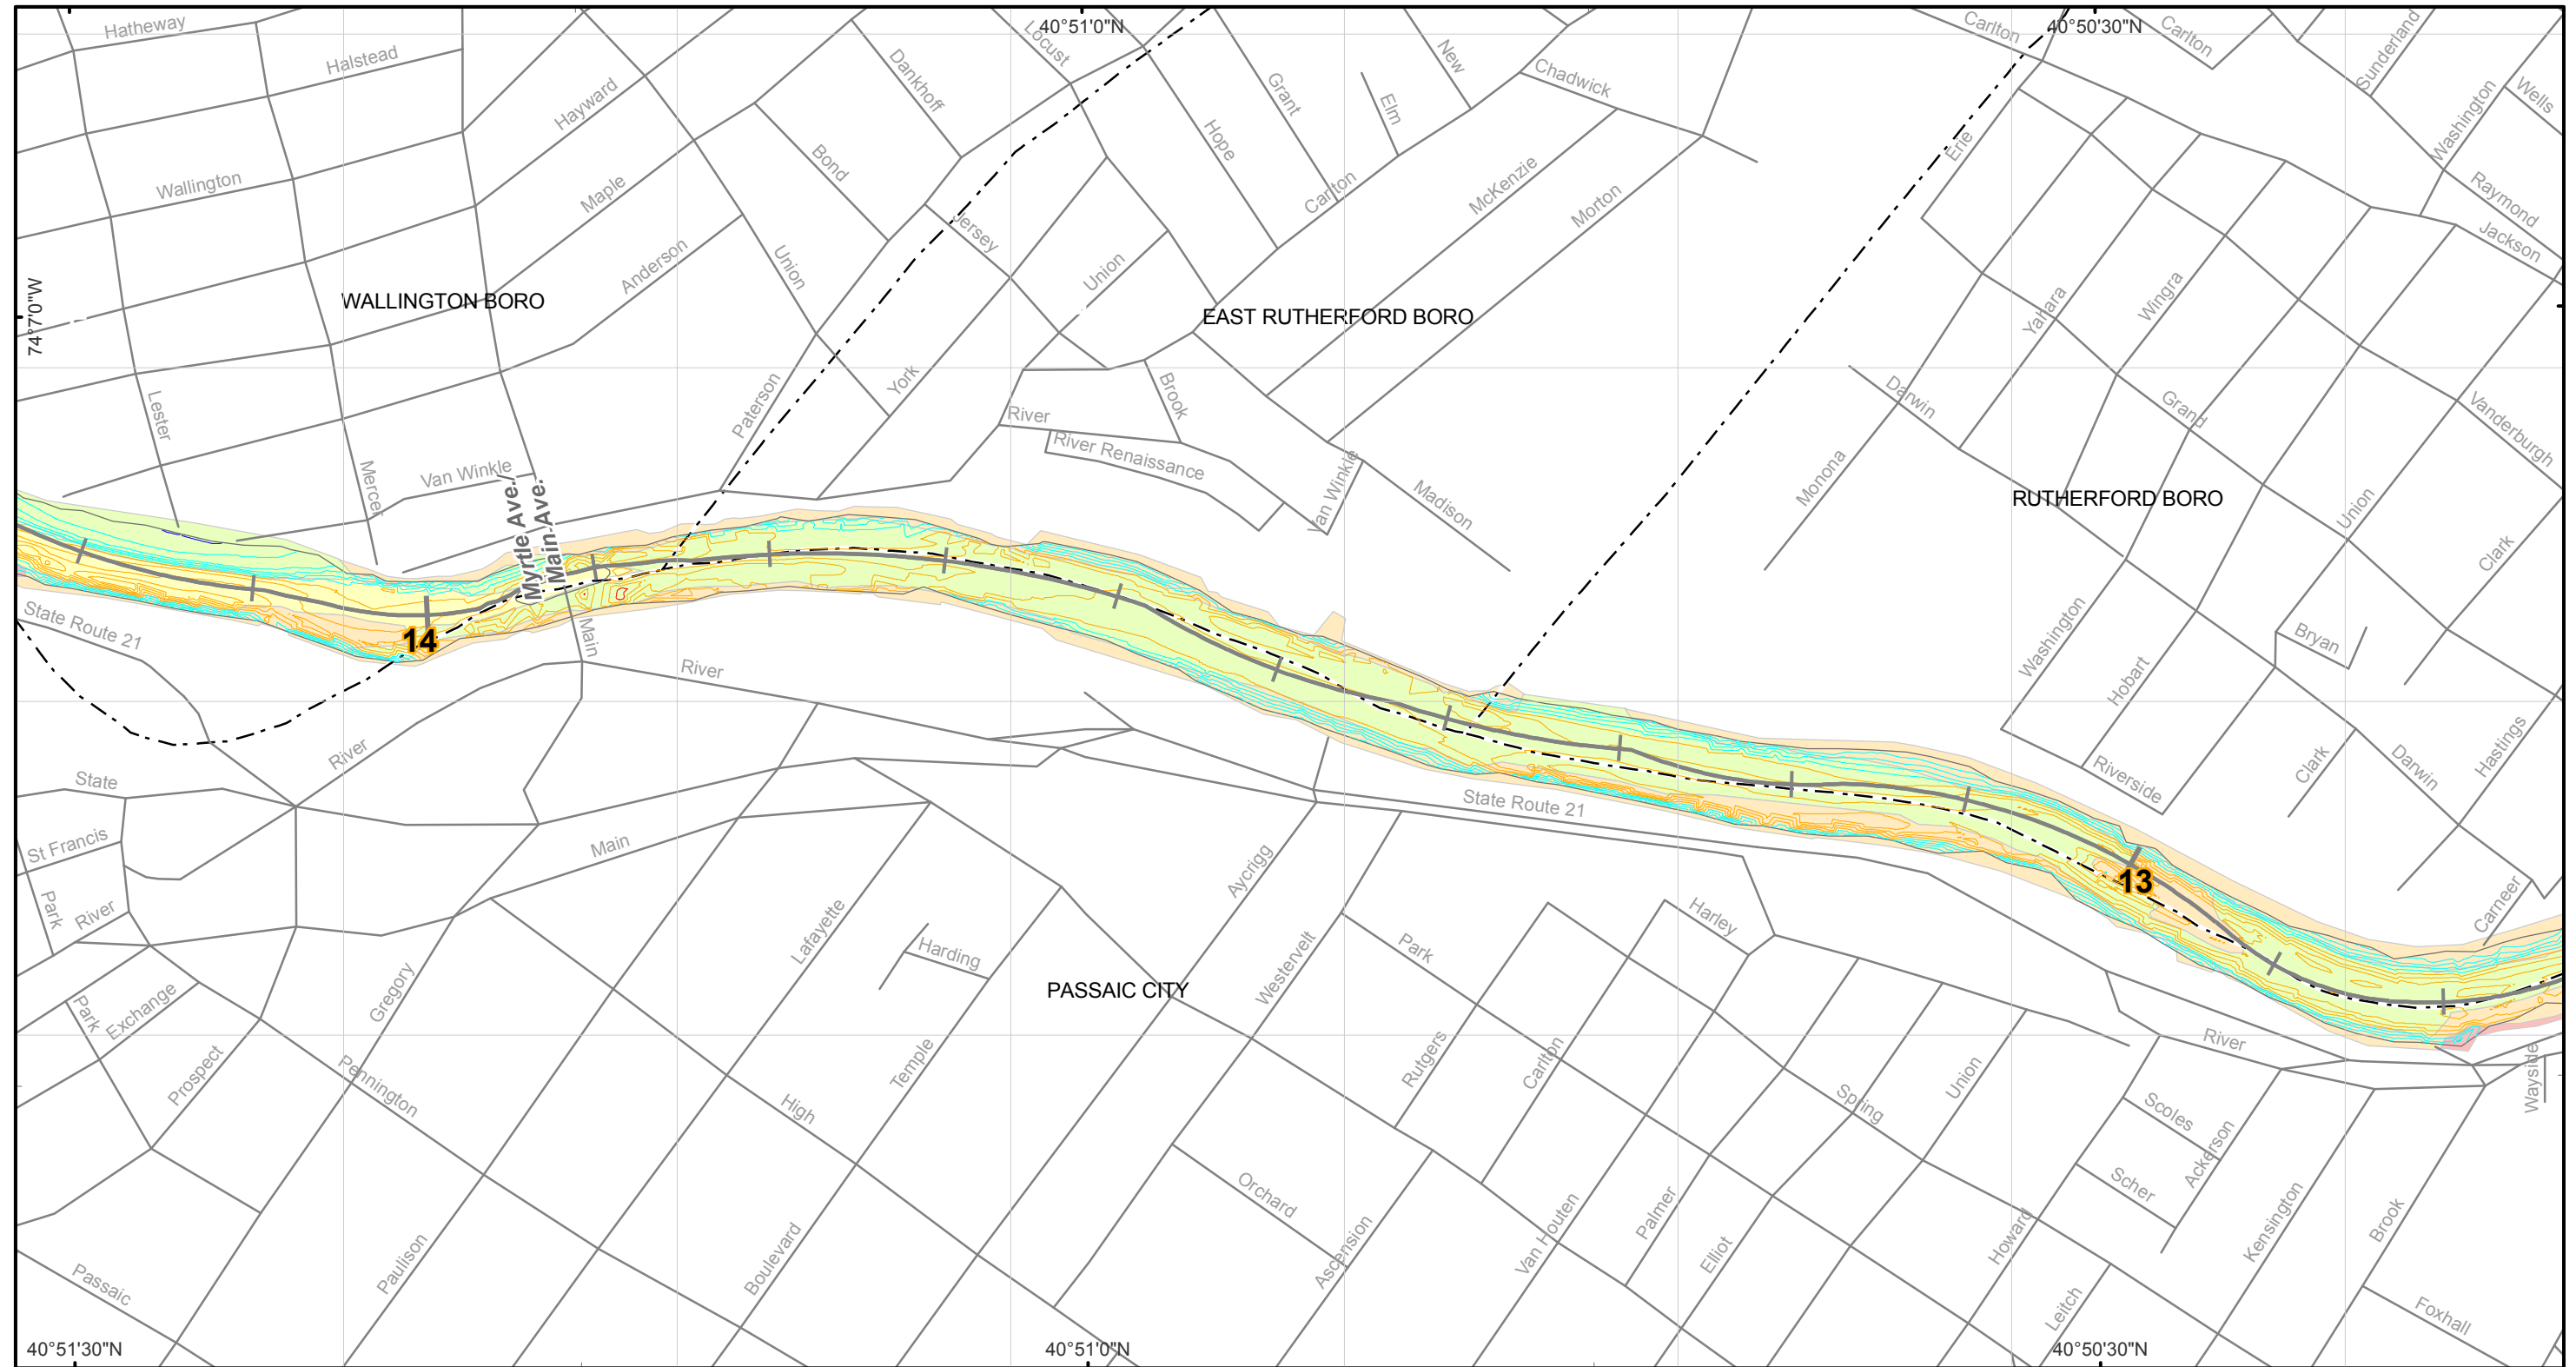 40°51'0"N
40°50'30"N
Hatheway
Halstead
Hayward
Dankhoff
Locust
Grant
Elm
New
Chadwick
Carlton
Carlton
Sunderland
Washington
Wells
Wallington
Maple
Bond
Hope
Carlton
McKenzie
Morton
Erie
Raymond
Jackson
Anderson
Union
Jersey
Union
WALLINGTON BORO
EAST RUTHERFORD BORO
74°7'0"W
Yahara
Wingra
Lester
Paterson
York
Brook
River
River Renaissance
Darwin
Grand
Vanderburgh
Mercer
Van Winkle
Myrtle Ave.
Main Ave.
Van Winkle
Madison
Monona
RUTHERFORD BORO
Union
Clark
State Route 21
14
Main
River
Washington
Hobart
Bryan
River
State
State Route 21
Riverside
Clark
Darwin
Hastings
St Francis
Park
River
Main
Aycrigg
13
Carneer
Lafayette
Harding
Westervelt
Park
Harley
Gregory
PASSAIC CITY
Park
Exchange
Prospect
Pennington
Temple
High
Rutgers
Carlton
Spring
Union
River
Wayside
Scoles
Ackerson
Scher
Orchard
Ascension
Van Houten
Palmer
Elliot
Howard
Kensington
Brook
Passaic
Paulison
Boulevard
Leitch
Foxhall
40°51'30"N
40°51'0"N
40°50'30"N